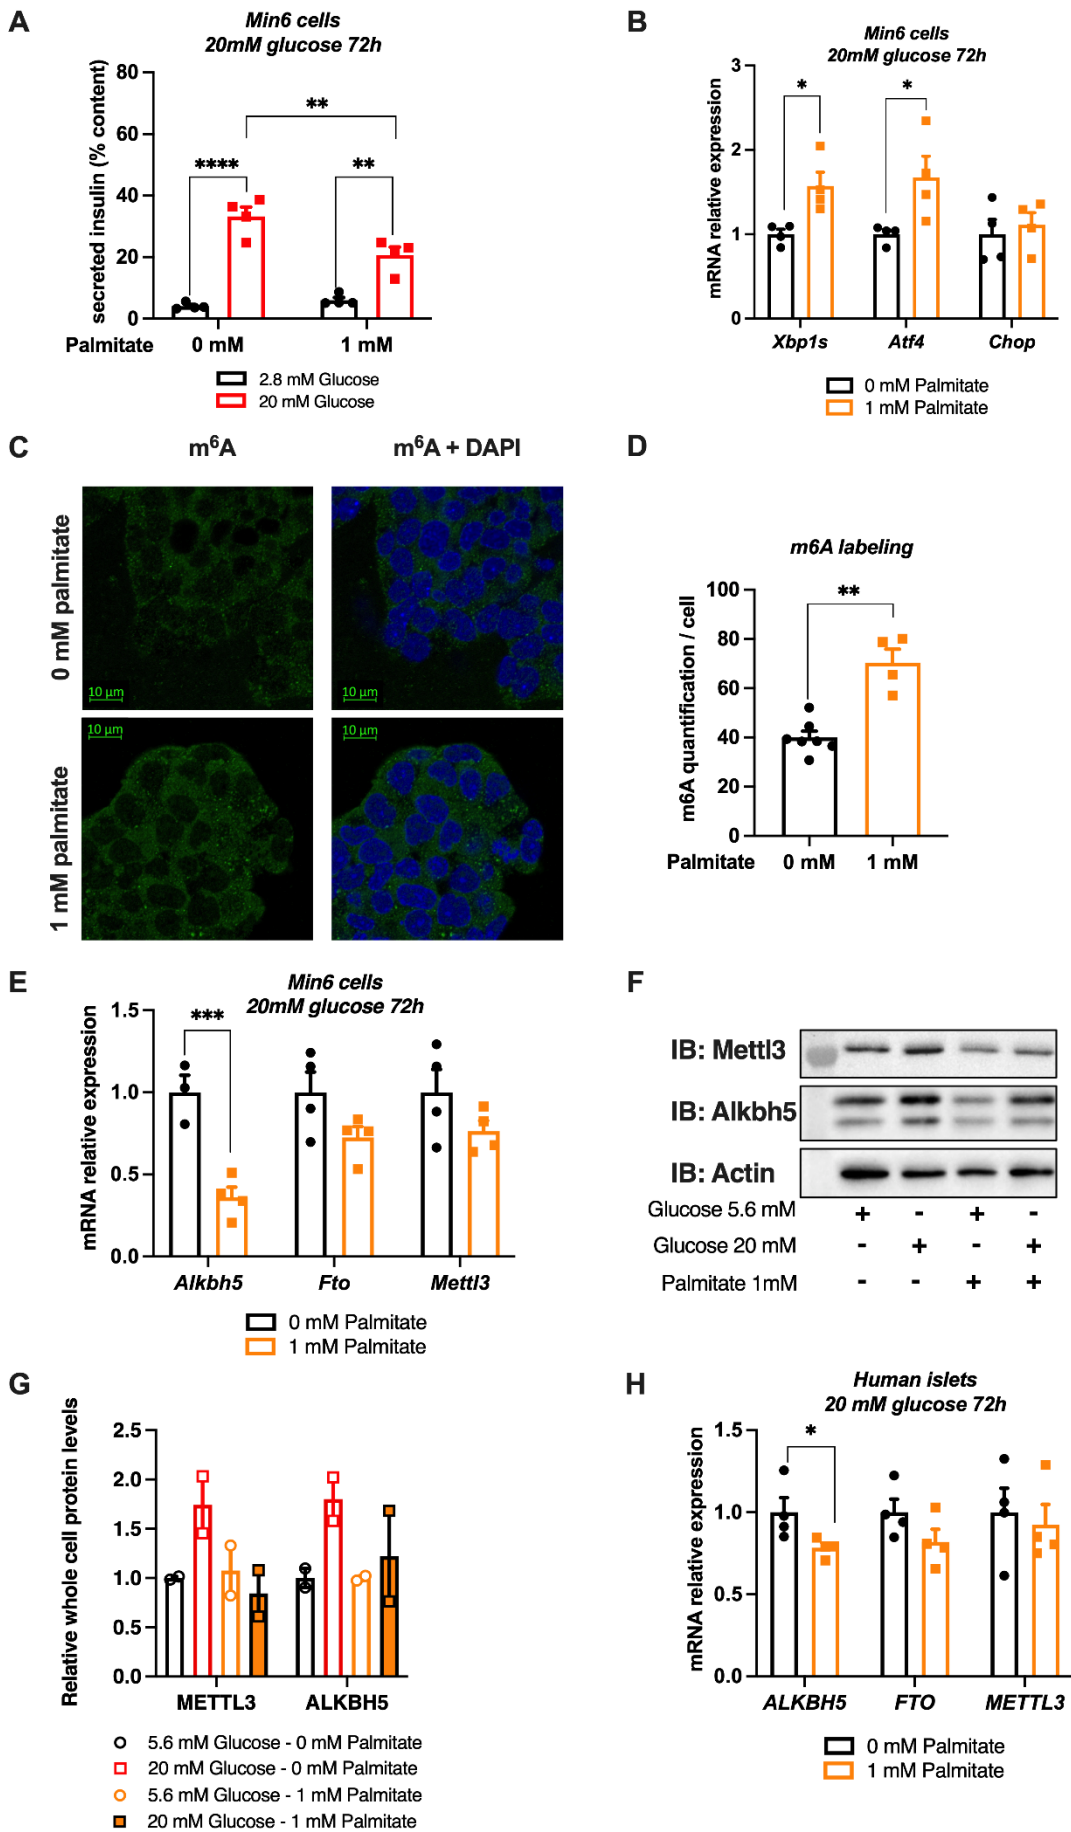 A
Min6 cells
20mM glucose 72h
secreted insulin (% content)
80
60
40
20
0
****
**
**
Palmitate 0 mM 1 mM
2.8 mM Glucose
20 mM Glucose
B
Min6 cells
20mM glucose 72h
mRNA relative expression
3
2
1
0
*
*
Xbp1s Atf4 Chop
0 mM Palmitate
1 mM Palmitate
C
m⁶A m⁶A + DAPI
0 mM palmitate
10 µm
10 µm
1 mM palmitate
10 µm
10 µm
D
m6A labeling
m6A quantification / cell
100
80
60
40
20
0
**
Palmitate 0 mM 1 mM
E
Min6 cells
20mM glucose 72h
mRNA relative expression
1.5
1.0
0.5
0.0
***
Alkbh5 Fto Mettl3
0 mM Palmitate
1 mM Palmitate
F
IB: Mettl3
IB: Alkbh5
IB: Actin
Glucose 5.6 mM + - + -
Glucose 20 mM - + - +
Palmitate 1mM - - + +
G
Relative whole cell protein levels
2.5
2.0
1.5
1.0
0.5
0.0
METTL3 ALKBH5
5.6 mM Glucose - 0 mM Palmitate
20 mM Glucose - 0 mM Palmitate
5.6 mM Glucose - 1 mM Palmitate
20 mM Glucose - 1 mM Palmitate
H
Human islets
20 mM glucose 72h
mRNA relative expression
1.5
1.0
0.5
0.0
*
ALKBH5 FTO METTL3
0 mM Palmitate
1 mM Palmitate